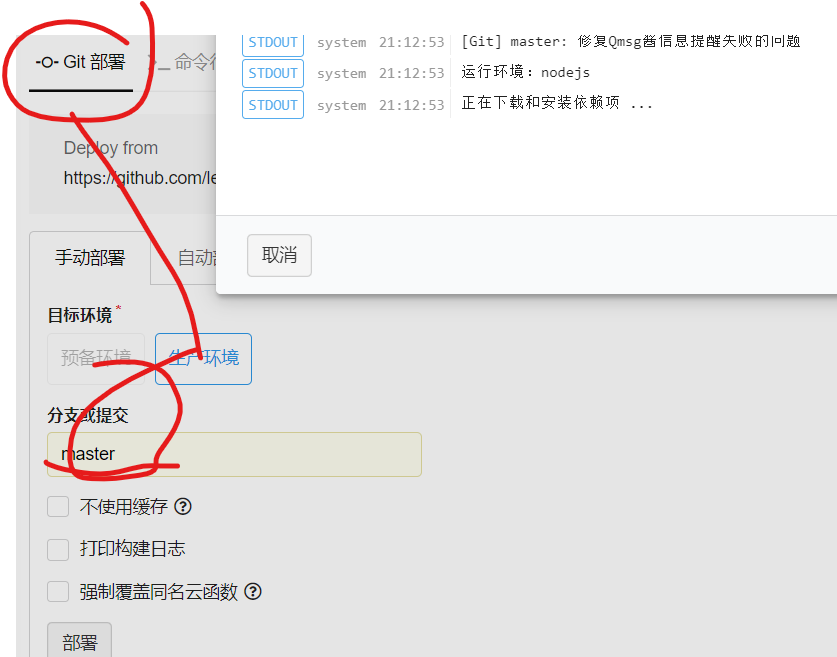 Git 部署
命令行
STDOUT system 21:12:53 [Git] master: 修复Qmsg酱信息提醒失败的问题
STDOUT system 21:12:53 运行环境：nodejs
STDOUT system 21:12:53 正在下载和安装依赖项 ...
取消
Deploy from
https://github.com/le
手动部署
自动部
目标环境*
预备环境
生产环境
分支或提交
master
不使用缓存 ?
打印构建日志
强制覆盖同名云函数 ?
部署